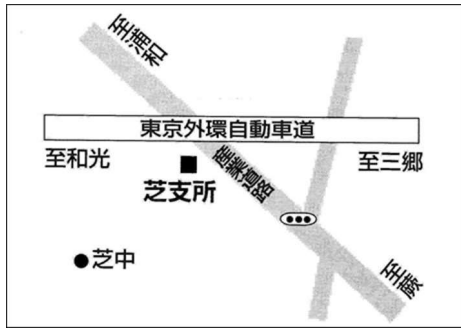 至浦和
東京外環自動車道
至和光
至三郷
産業道路
芝支所
芝中
至蕨